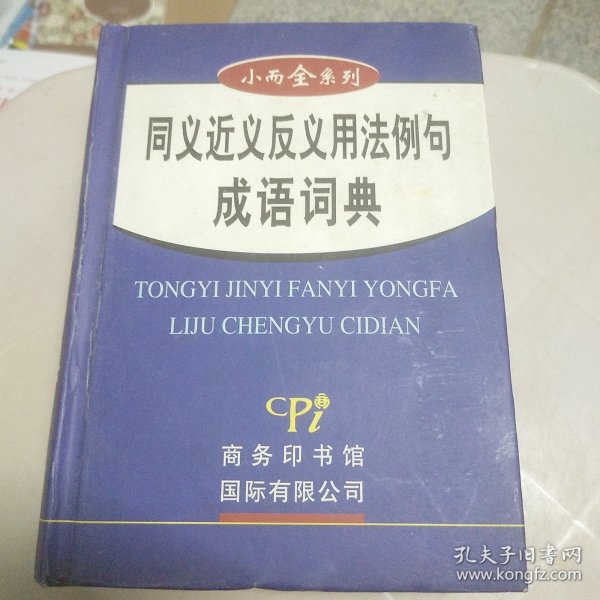 小而全系列
同义近义反义用法例句
成语词典
TONGYI JINYI FANYI YONGFA
LIJU CHENGYU CIDIAN
CPi
商务印书馆
国际有限公司
孔夫子旧书网
www.kongfz.com